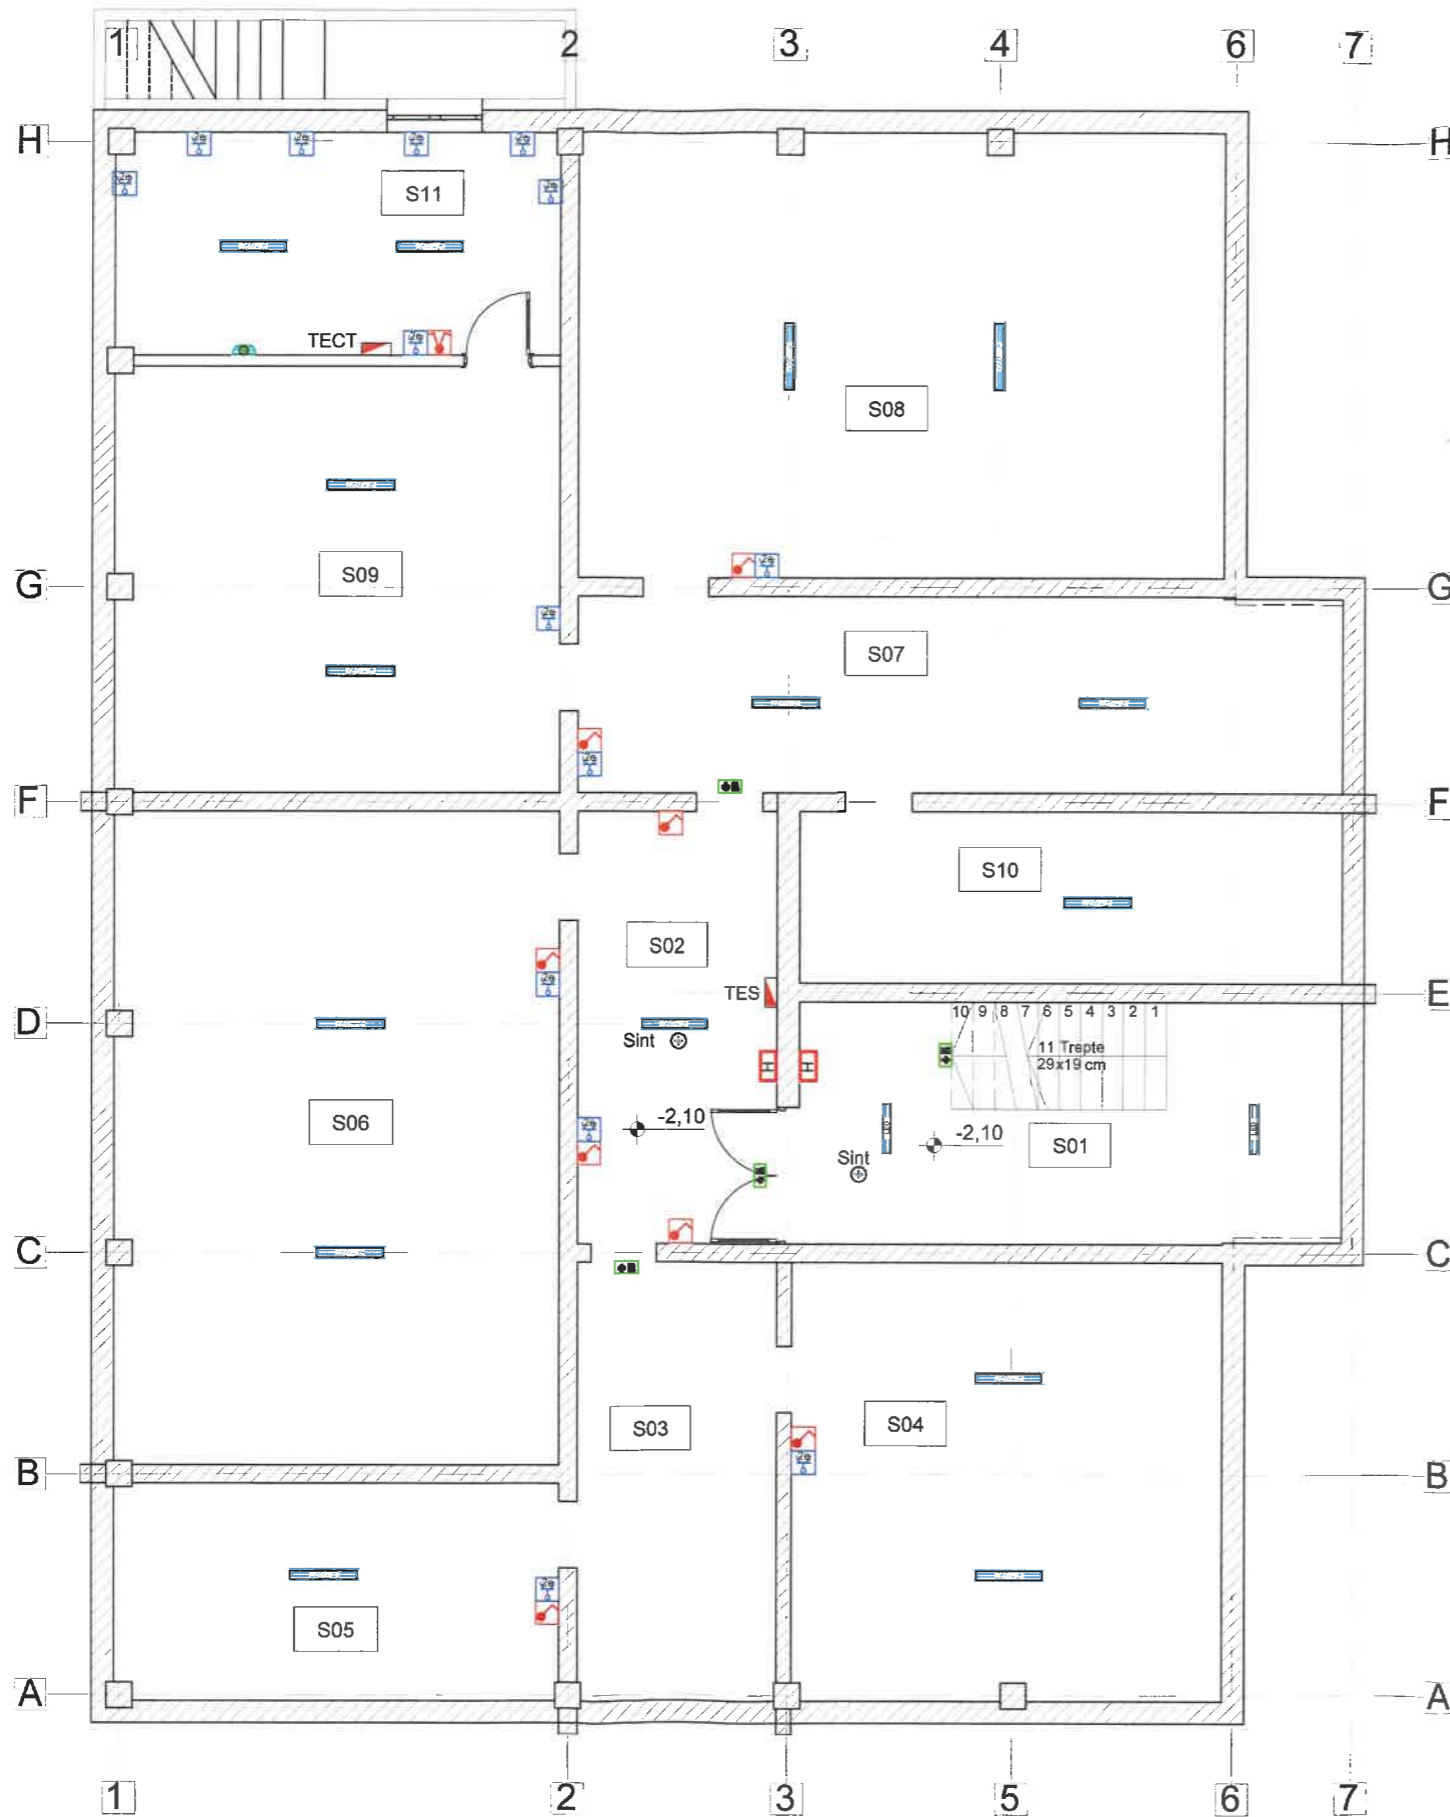 1 2 3 4 6 7
H H
S11
TECT
S08
S09
G G
S07
F F
S10
S02
TES E
10 9 8 7 6 5 4 3 2 1
D
Sint
11 Trepte
29x19 cm
H H
-2,10
S06
-2,10 S01
Sint
C C
S04
S03
B B
S05
A A
1 2 3 5 6 7